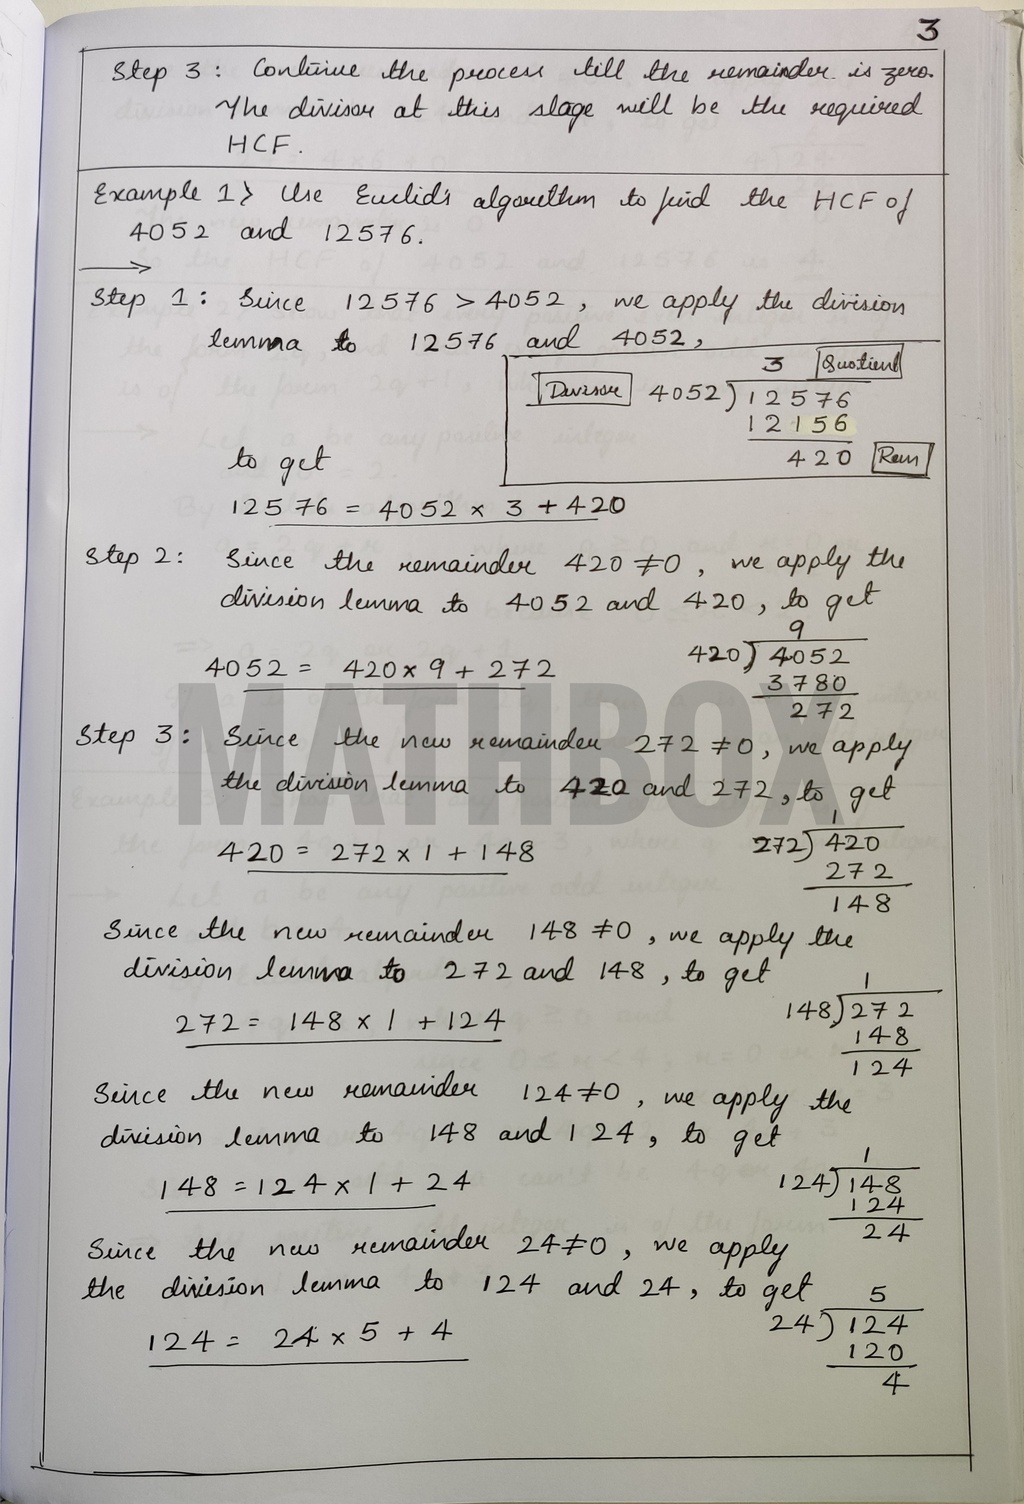 3
Step 3 : Continue the process till the remainder is zero.
The divisor at this stage will be the required
HCF.
Example 1> Use Euclid's algorithm to find the HCF of
4052 and 12576.
Step 1 : Since 12576 > 4052 , we apply the division
lemma to 12576 and 4052,
3 Quotient
Divisor 4052) 12576
12156
420 Rem
to get
12576 = 4052 x 3 + 420
Step 2 : Since the remainder 420 ≠ 0 , we apply the
division lemma to 4052 and 420 , to get
9
420) 4052
4052 = 420 x 9 + 272
3780
272
Step 3 : Since the new remainder 272 ≠ 0, we apply
the division lemma to 420 and 272 , to get
1
420 = 272 x 1 + 148
272) 420
272
148
Since the new remainder 148 ≠ 0 , we apply the
division lemma to 272 and 148 , to get
1
272 = 148 x 1 + 124
148) 272
148
124
Since the new remainder 124 ≠ 0 , we apply the
division lemma to 148 and 124 , to get
1
148 = 124 x 1 + 24
124) 148
124
24
Since the new remainder 24 ≠ 0 , we apply
the division lemma to 124 and 24 , to get
5
124 = 24 x 5 + 4
24) 124
120
4
MATHBOX